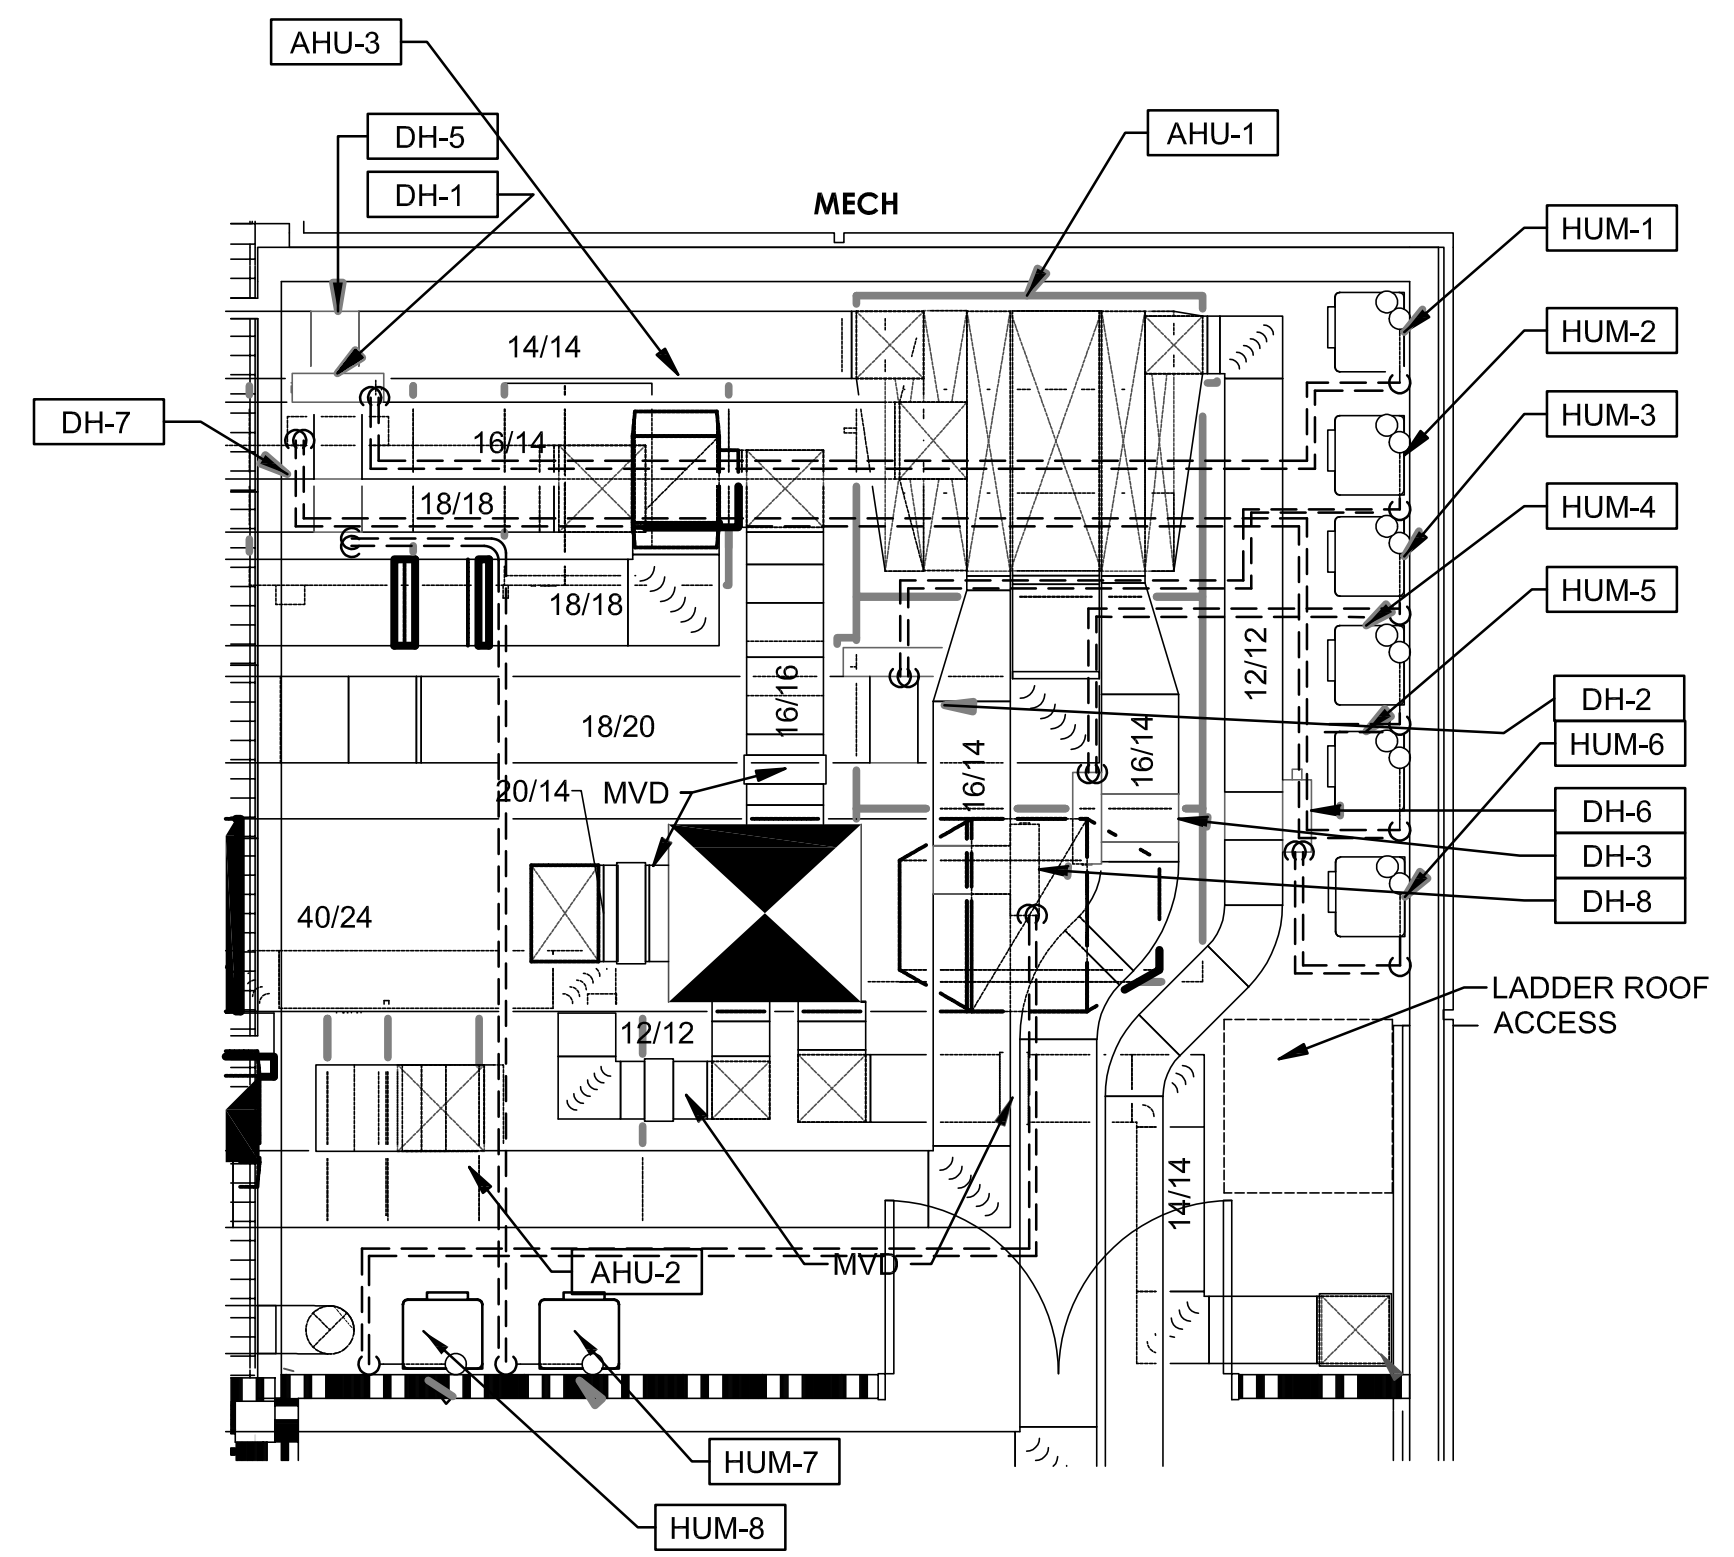 AHU-3
DH-5
AHU-1
DH-1
MECH
HUM-1
HUM-2
14/14
HUM-3
DH-7
16/14
18/18
HUM-4
18/18
HUM-5
12/12
16/16
DH-2
18/20
HUM-6
16/14
16/14
20/14
MVD
DH-6
DH-3
DH-8
40/24
LADDER ROOF
ACCESS
12/12
14/14
MVD
AHU-2
HUM-7
HUM-8